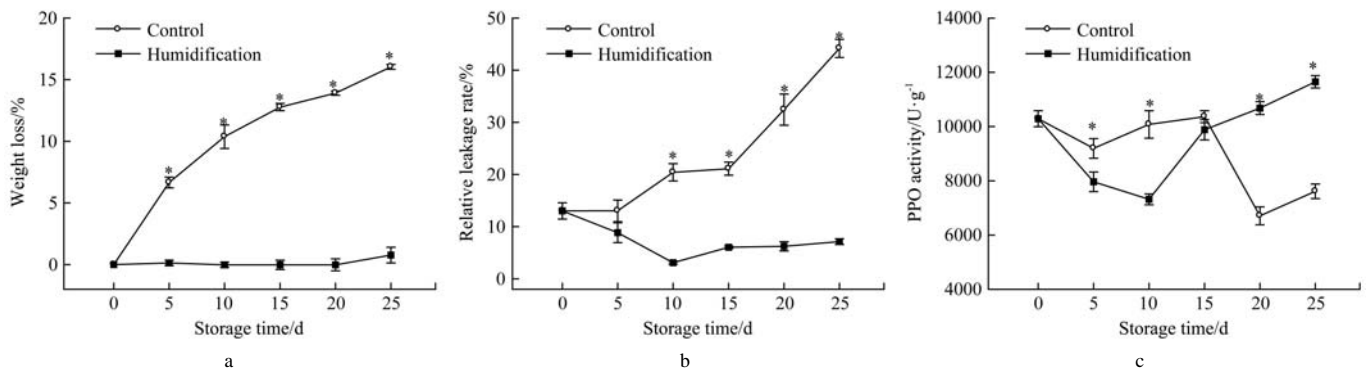 20
15
10
5
0
Weight loss/%
Control
Humidification
*
*
*
*
*
0 5 10 15 20 25
Storage time/d
a
50
40
30
20
10
0
Relative leakage rate/%
Control
Humidification
*
*
*
*
0 5 10 15 20 25
Storage time/d
b
14000
12000
10000
8000
6000
4000
PPO activity/U·g⁻¹
Control
Humidification
*
*
*
*
0 5 10 15 20 25
Storage time/d
c